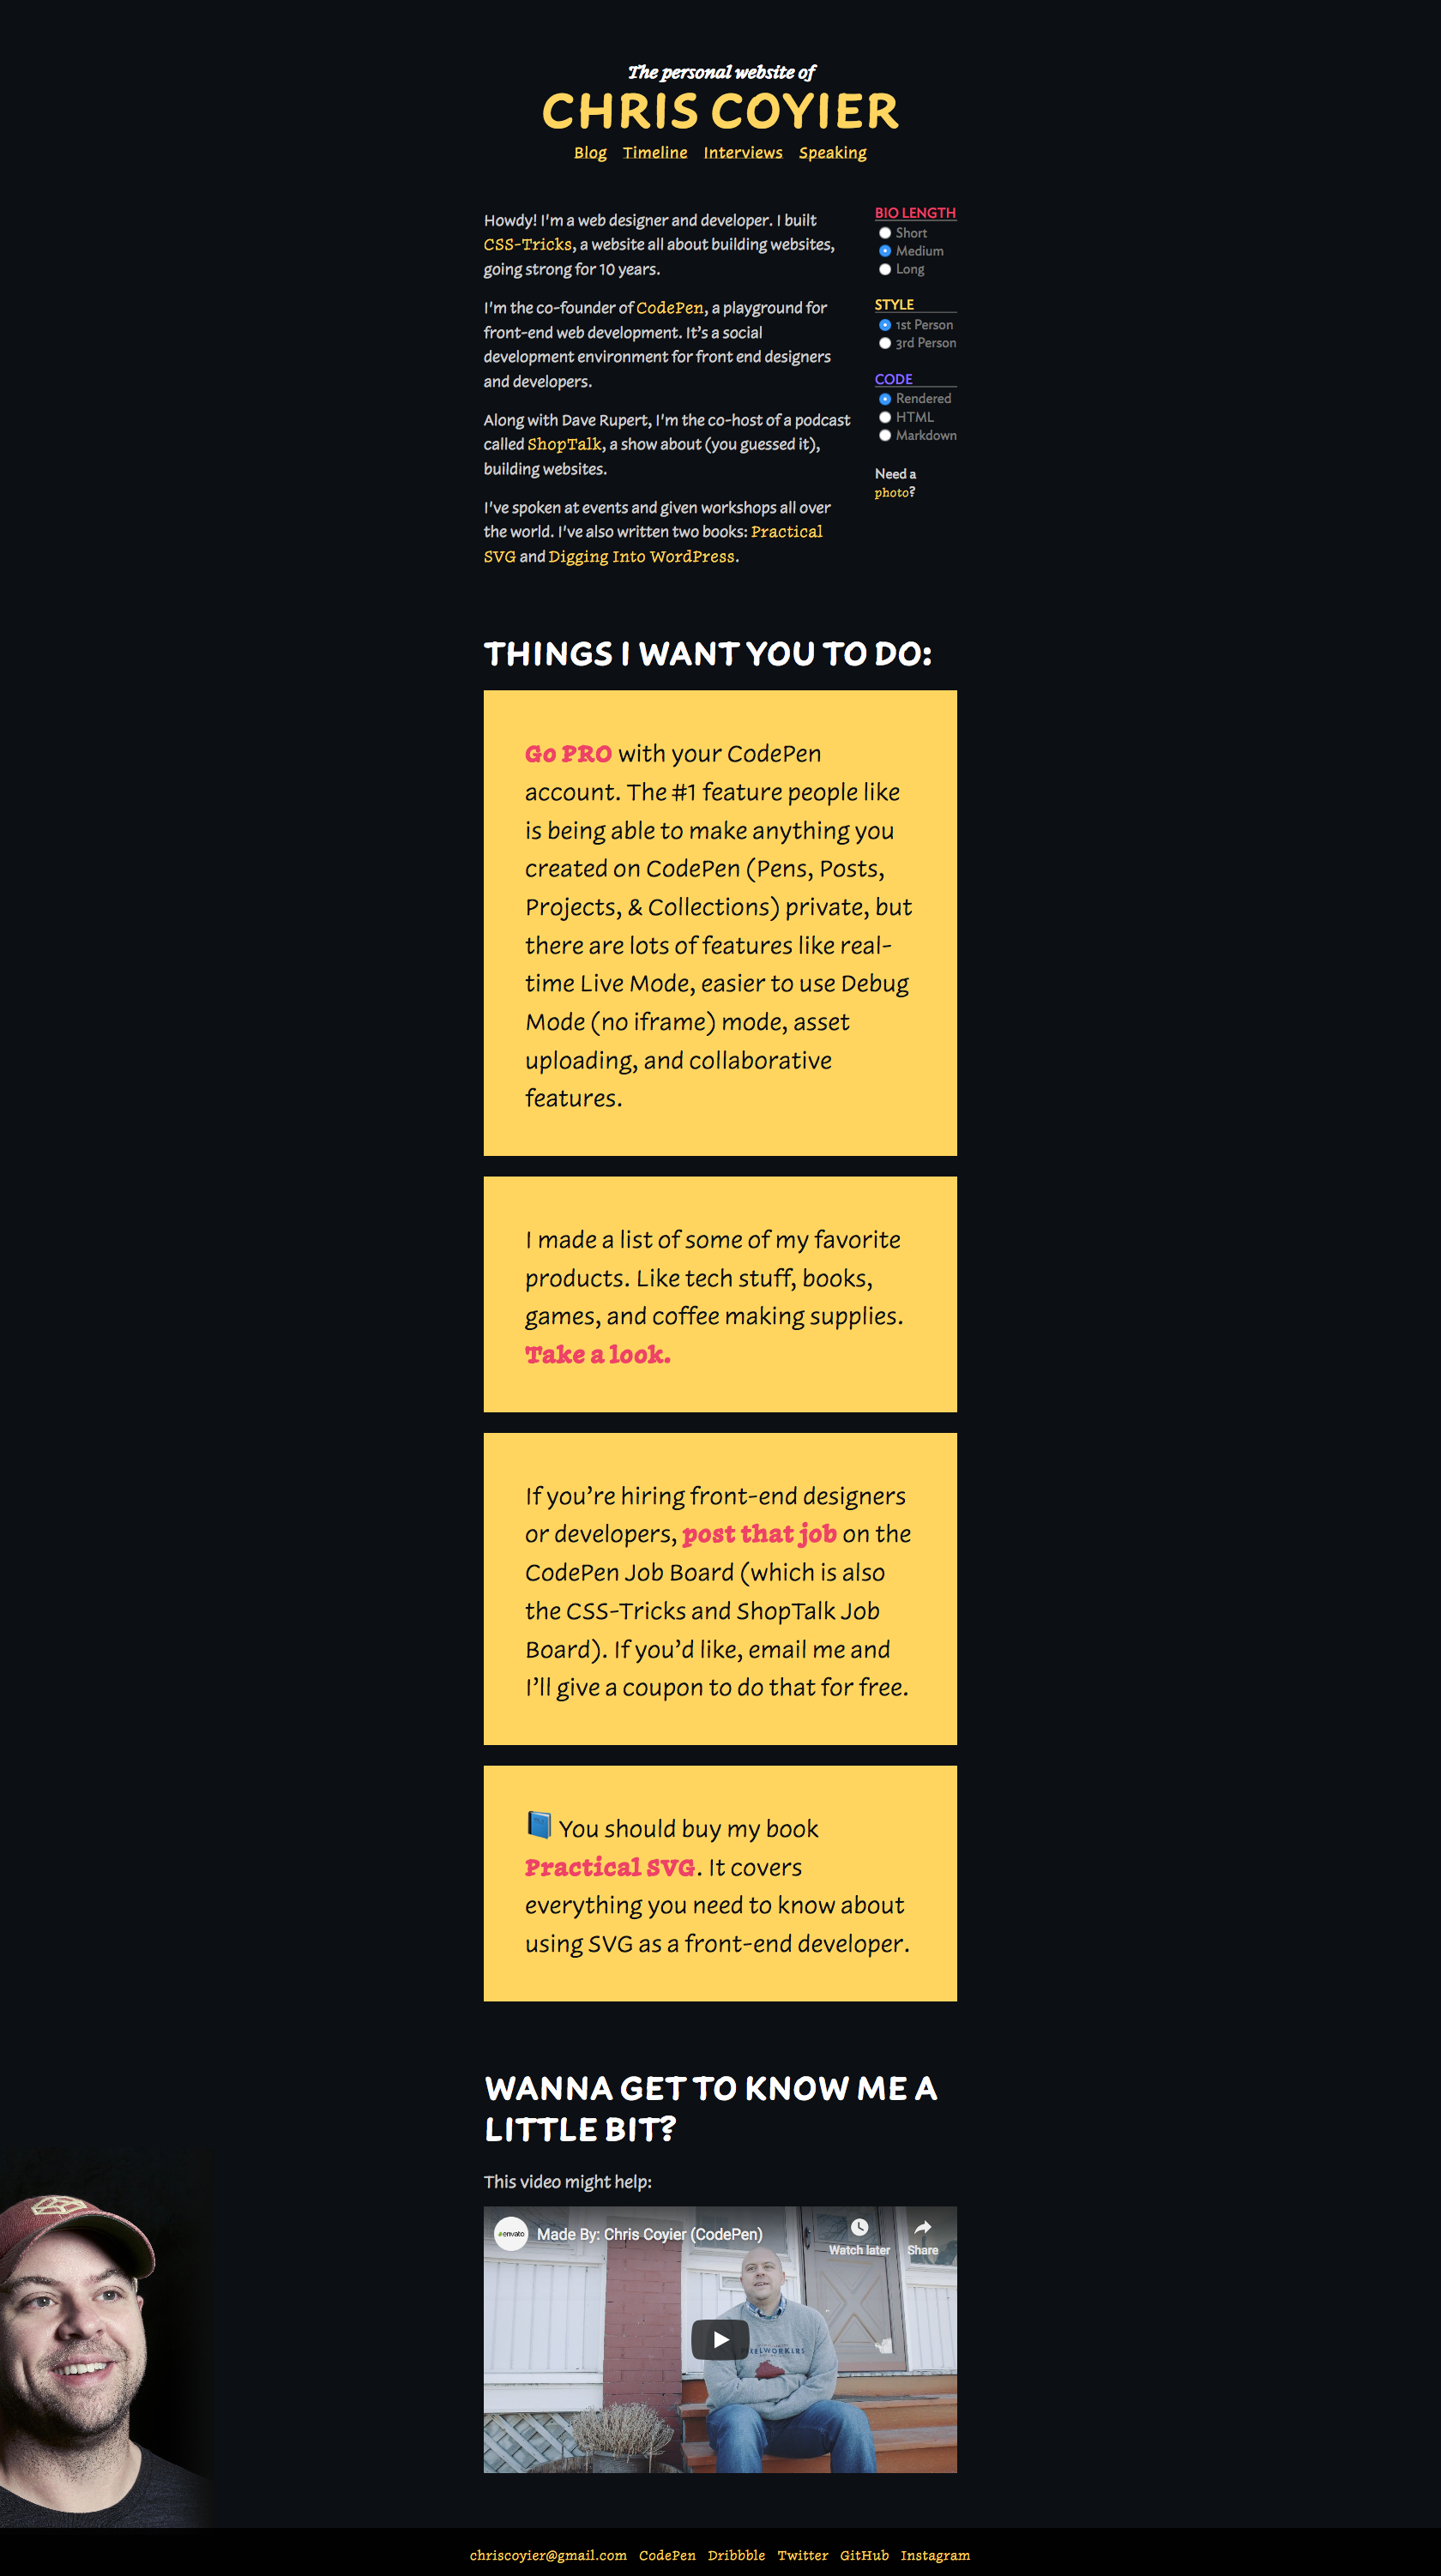 The personal website of
CHRIS COYIER
Blog Timeline Interviews Speaking
Howdy! I'm a web designer and developer. I built
CSS-Tricks, a website all about building websites,
going strong for 10 years.
I'm the co-founder of CodePen, a playground for
front-end web development. It's a social
development environment for front end designers
and developers.
Along with Dave Rupert, I'm the co-host of a podcast
called ShopTalk, a show about (you guessed it),
building websites.
I've spoken at events and given workshops all over
the world. I've also written two books: Practical
SVG and Digging Into WordPress.
BIO LENGTH
Short
Medium
Long
STYLE
1st Person
3rd Person
CODE
Rendered
HTML
Markdown
Need a
photo?
THINGS I WANT YOU TO DO:
Go PRO with your CodePen
account. The #1 feature people like
is being able to make anything you
created on CodePen (Pens, Posts,
Projects, & Collections) private, but
there are lots of features like real-
time Live Mode, easier to use Debug
Mode (no iframe) mode, asset
uploading, and collaborative
features.
I made a list of some of my favorite
products. Like tech stuff, books,
games, and coffee making supplies.
Take a look.
If you’re hiring front-end designers
or developers, post that job on the
CodePen Job Board (which is also
the CSS-Tricks and ShopTalk Job
Board). If you’d like, email me and
I’ll give a coupon to do that for free.
You should buy my book
Practical SVG. It covers
everything you need to know about
using SVG as a front-end developer.
WANNA GET TO KNOW ME A
LITTLE BIT?
This video might help:
envato
Made By: Chris Coyier (CodePen)
Watch later Share
chriscoyier@gmail.com CodePen Dribbble Twitter GitHub Instagram